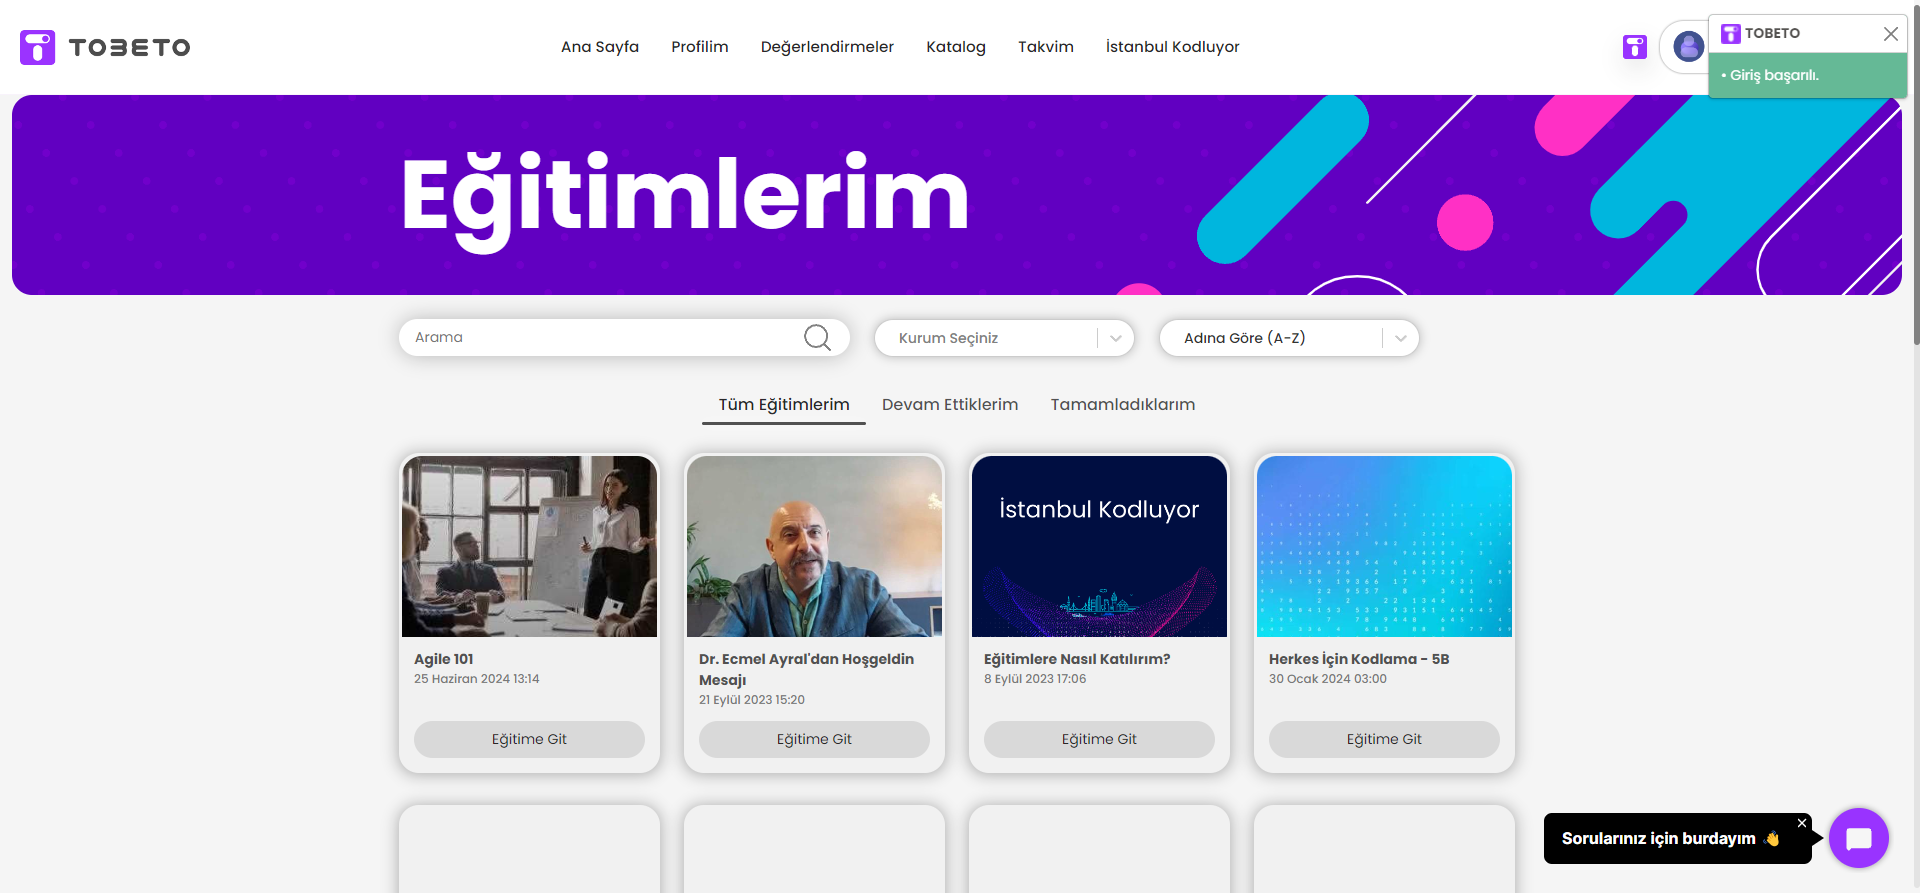 TOBETO
Ana Sayfa
Profilim
Değerlendirmeler
Katalog
Takvim
İstanbul Kodluyor
TOBETO
• Giriş başarılı.
Eğitimlerim
Arama
Kurum Seçiniz
Adına Göre (A-Z)
Tüm Eğitimlerim
Devam Ettiklerim
Tamamladıklarım
İstanbul Kodluyor
Agile 101
25 Haziran 2024 13:14
Eğitime Git
Dr. Ecmel Ayral'dan Hoşgeldin
Mesajı
21 Eylül 2023 15:20
Eğitime Git
Eğitimlere Nasıl Katılırım?
8 Eylül 2023 17:06
Eğitime Git
Herkes İçin Kodlama - 5B
30 Ocak 2024 03:00
Eğitime Git
Sorularınız için burdayım 👋